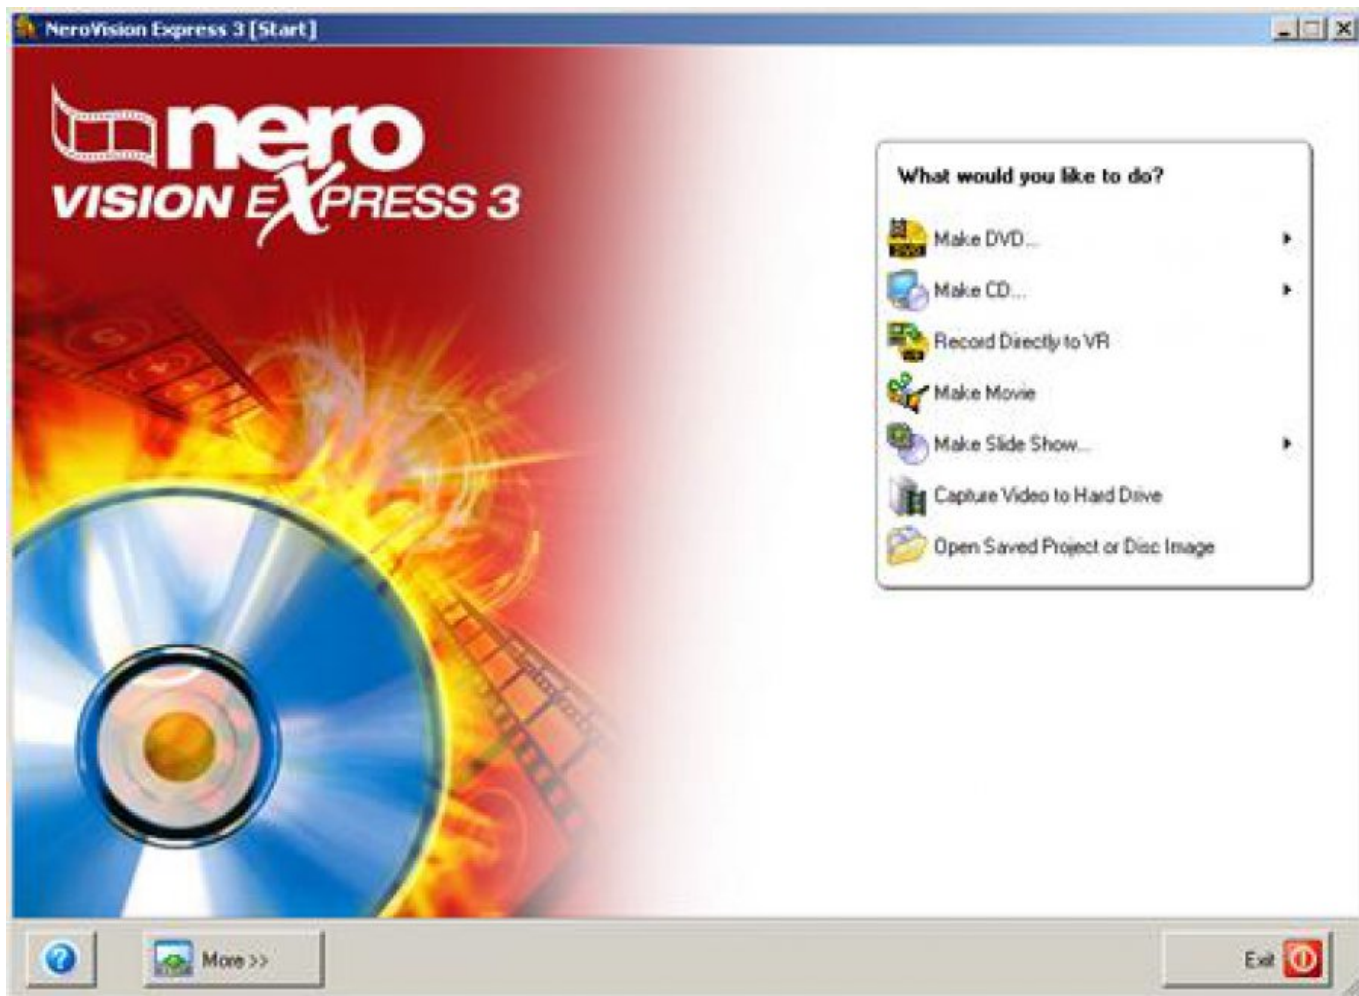 NeroVision Express 3 [Start]
nero
VISION EXPRESS 3
What would you like to do?
Make DVD...
Make CD...
Record Directly to VR
Make Movie
Make Slide Show...
Capture Video to Hard Drive
Open Saved Project or Disc Image
More >>
Exit